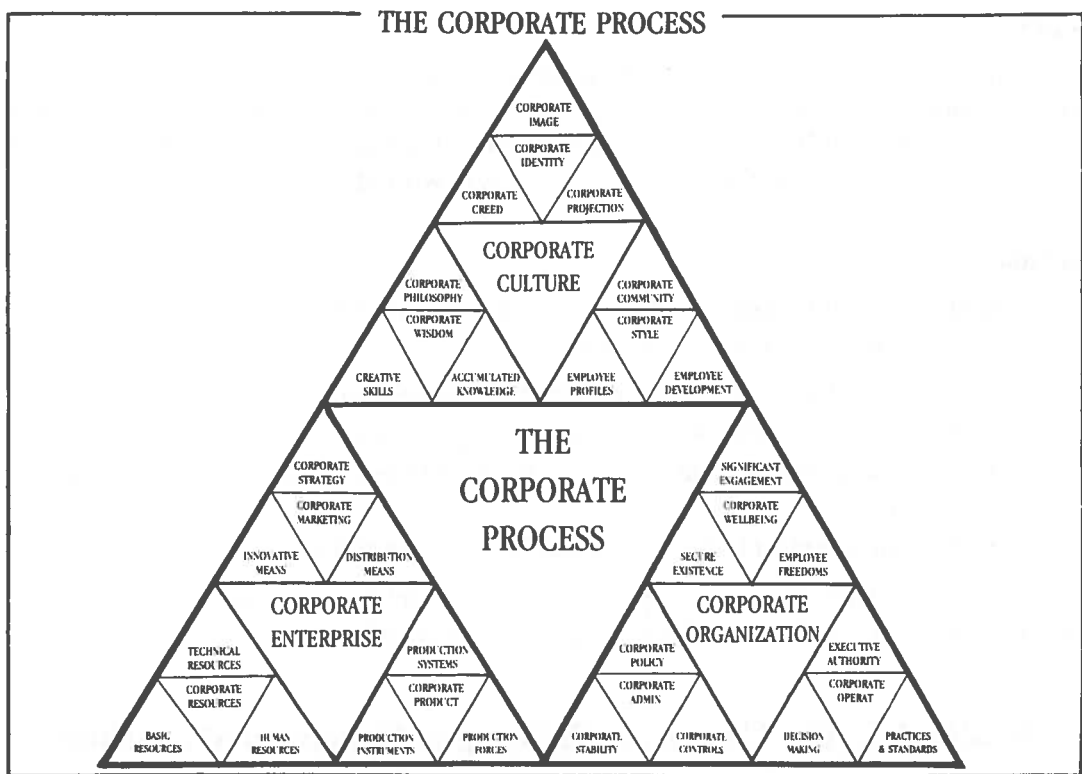 THE CORPORATE PROCESS
CORPORATE
IMAGE
CORPORATE
IDENTITY
CORPORATE
CREED
CORPORATE
PROJECTION
CORPORATE
CULTURE
CORPORATE
PHILOSOPHY
CORPORATE
COMMUNITY
CORPORATE
WISDOM
CORPORATE
STYLE
CREATIVE
SKILLS
ACCUMULATED
KNOWLEDGE
EMPLOYEE
PROFILES
EMPLOYEE
DEVELOPMENT
THE
CORPORATE
PROCESS
CORPORATE
STRATEGY
SIGNIFICANT
ENGAGEMENT
CORPORATE
MARKETING
CORPORATE
WELLBEING
INNOVATIVE
MEANS
DISTRIBUTION
MEANS
SECURE
EXISTENCE
EMPLOYEE
FREEDOMS
CORPORATE
ENTERPRISE
CORPORATE
ORGANIZATION
TECHNICAL
RESOURCES
PRODUCTION
SYSTEMS
CORPORATE
POLICY
EXECUTIVE
AUTHORITY
CORPORATE
RESOURCES
CORPORATE
PRODUCT
CORPORATE
ADMIN
CORPORATE
OPERAT
BASIC
RESOURCES
HUMAN
RESOURCES
PRODUCTION
INSTRUMENTS
PRODUCTION
FORCES
CORPORATE
STABILITY
CORPORATE
CONTROLS
DECISION
MAKING
PRACTICES
& STANDARDS